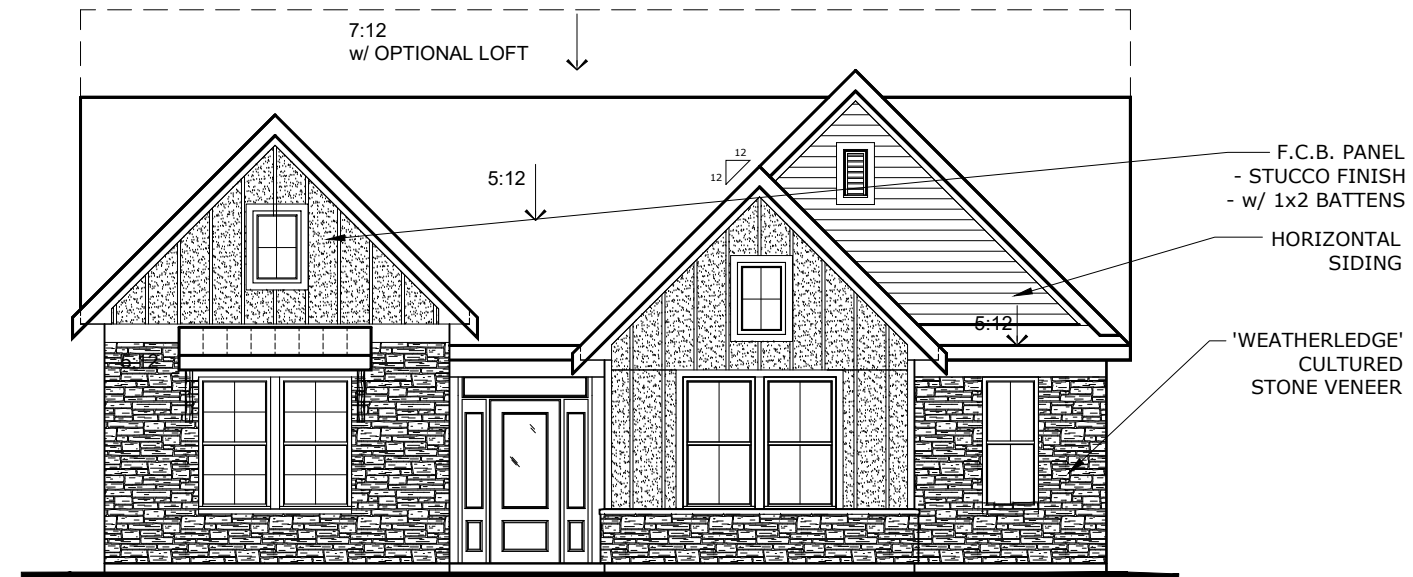 7:12
w/ OPTIONAL LOFT
12
12
5:12
F.C.B. PANEL
- STUCCO FINISH
- w/ 1x2 BATTENS
HORIZONTAL
SIDING
5:12
'WEATHERLEDGE'
CULTURED
STONE VENEER